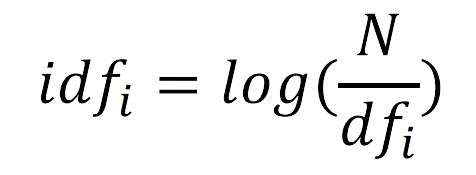 idf_i = log(N/df_i)